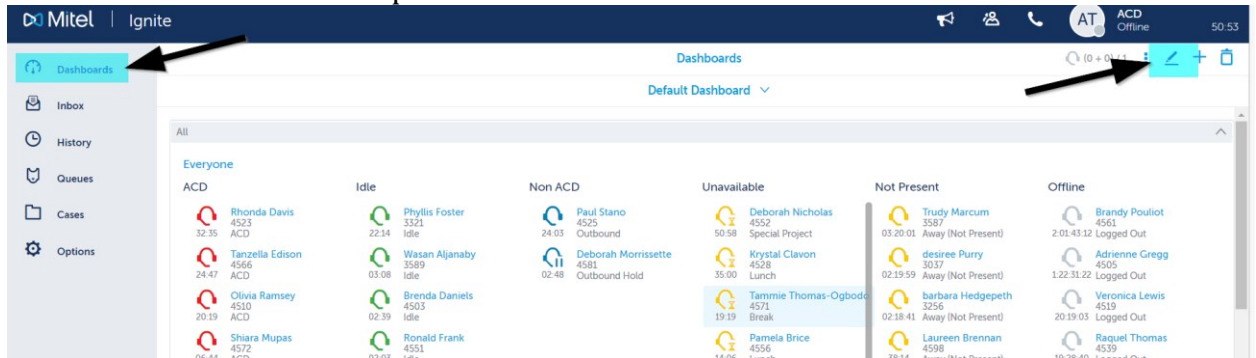 Mitel | Ignite
ACD
Offline
50:53
Dashboards
Inbox
History
Queues
Cases
Options
Dashboards
(0 + 0) / 1
Default Dashboard
All
Everyone
ACD Idle Non ACD Unavailable Not Present Offline
Rhonda Davis Phyllis Foster Paul Stano Deborah Nicholas Trudy Marcum Brandy Pouliot
4523 3321 4525 4552 3587 4561
32:35 ACD 22:14 Idle 24:03 Outbound 50:58 Special Project 03:20:01 Away (Not Present) 2:01:43:12 Logged Out
Tanzella Edison Wasan Aljanaby Deborah Morrissette Krystal Clavon desiree Purry Adrienne Gregg
4566 3589 4581 4528 3037 4505
24:47 ACD 03:08 Idle 02:48 Outbound Hold 35:00 Lunch 02:19:59 Away (Not Present) 1:22:31:22 Logged Out
Olivia Ramsey Brenda Daniels Tammie Thomas-Ogbodo barbara Hedgepeth Veronica Lewis
4510 4503 4571 3256 4519
20:19 ACD 02:39 Idle 19:19 Break 02:18:41 Away (Not Present) 20:19:03 Logged Out
Shiara Mupas Ronald Frank Pamela Brice Laureen Brennan Raquel Thomas
4572 4551 4556 4598 4539